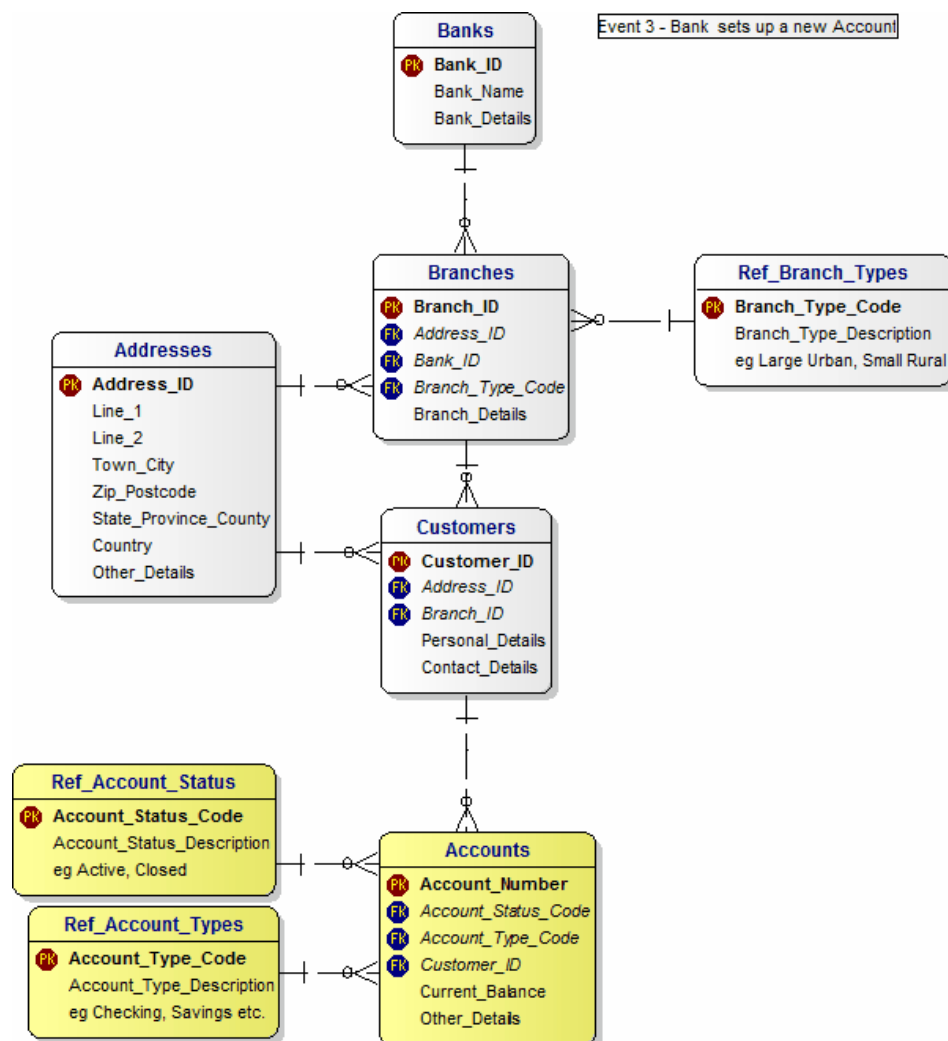 Banks
PK Bank_ID
Bank_Name
Bank_Details
Event 3 - Bank sets up a new Account
Branches
PK Branch_ID
FK Address_ID
FK Bank_ID
FK Branch_Type_Code
Branch_Details
Ref_Branch_Types
PK Branch_Type_Code
Branch_Type_Description
eg Large Urban, Small Rural
Addresses
PK Address_ID
Line_1
Line_2
Town_City
Zip_Postcode
State_Province_County
Country
Other_Details
Customers
PK Customer_ID
FK Address_ID
FK Branch_ID
Personal_Details
Contact_Details
Ref_Account_Status
PK Account_Status_Code
Account_Status_Description
eg Active, Closed
Accounts
PK Account_Number
FK Account_Status_Code
FK Account_Type_Code
FK Customer_ID
Current_Balance
Other_Details
Ref_Account_Types
PK Account_Type_Code
Account_Type_Description
eg Checking, Savings etc.